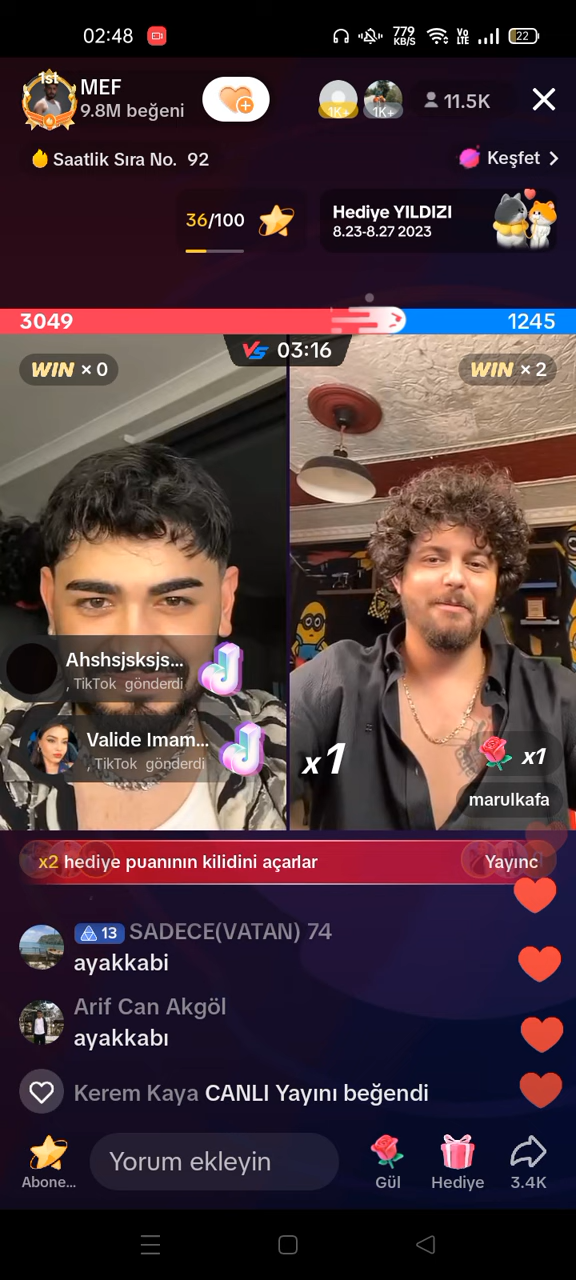 02:48
779 KB/S
Vo LTE
22
1st
MEF
9.8M beğeni
1K+
1K+
11.5K
Saatlik Sıra No. 92
Keşfet
36/100
Hediye YILDIZI
8.23-8.27 2023
3049
1245
VS 03:16
WIN × 0
WIN × 2
Ahshsjsksjs...
, TikTok gönderdi
Valide Imam...
, TikTok gönderdi
x1
x1
marulkafa
x2 hediye puanının kilidini açarlar
Yayınc
13 SADECE(VATAN) 74
ayakkabi
Arif Can Akgöl
ayakkabı
Kerem Kaya CANLI Yayını beğendi
Abone...
Yorum ekleyin
Gül
Hediye
3.4K